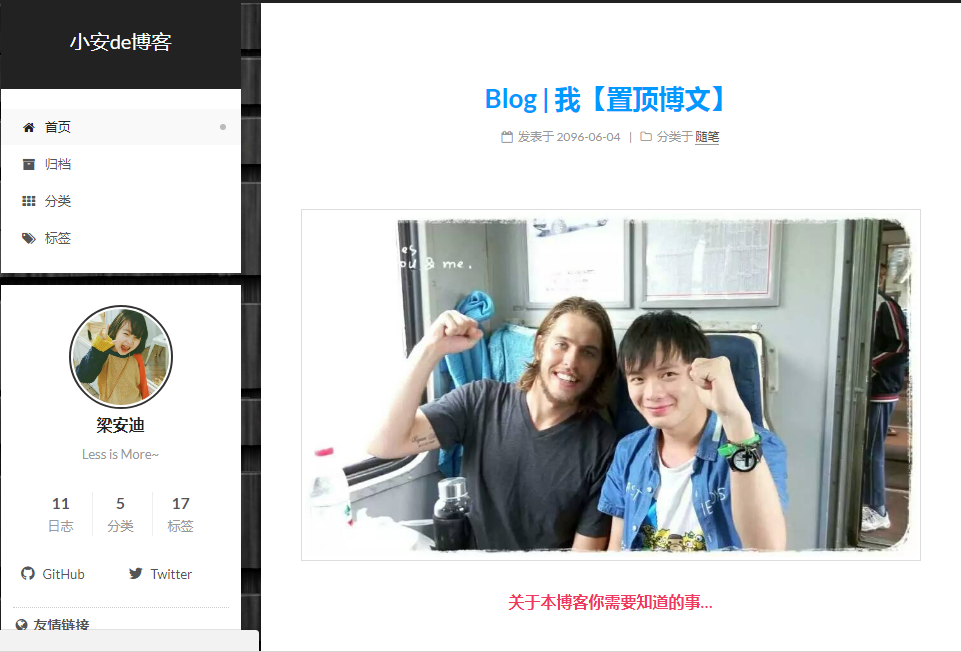 小安de博客
首页
归档
分类
标签
梁安迪
Less is More~
11 5 17
日志 分类 标签
GitHub Twitter
友情链接
Blog | 我【置顶博文】
发表于 2096-06-04 | 分类于 随笔
& me.
关于本博客你需要知道的事...